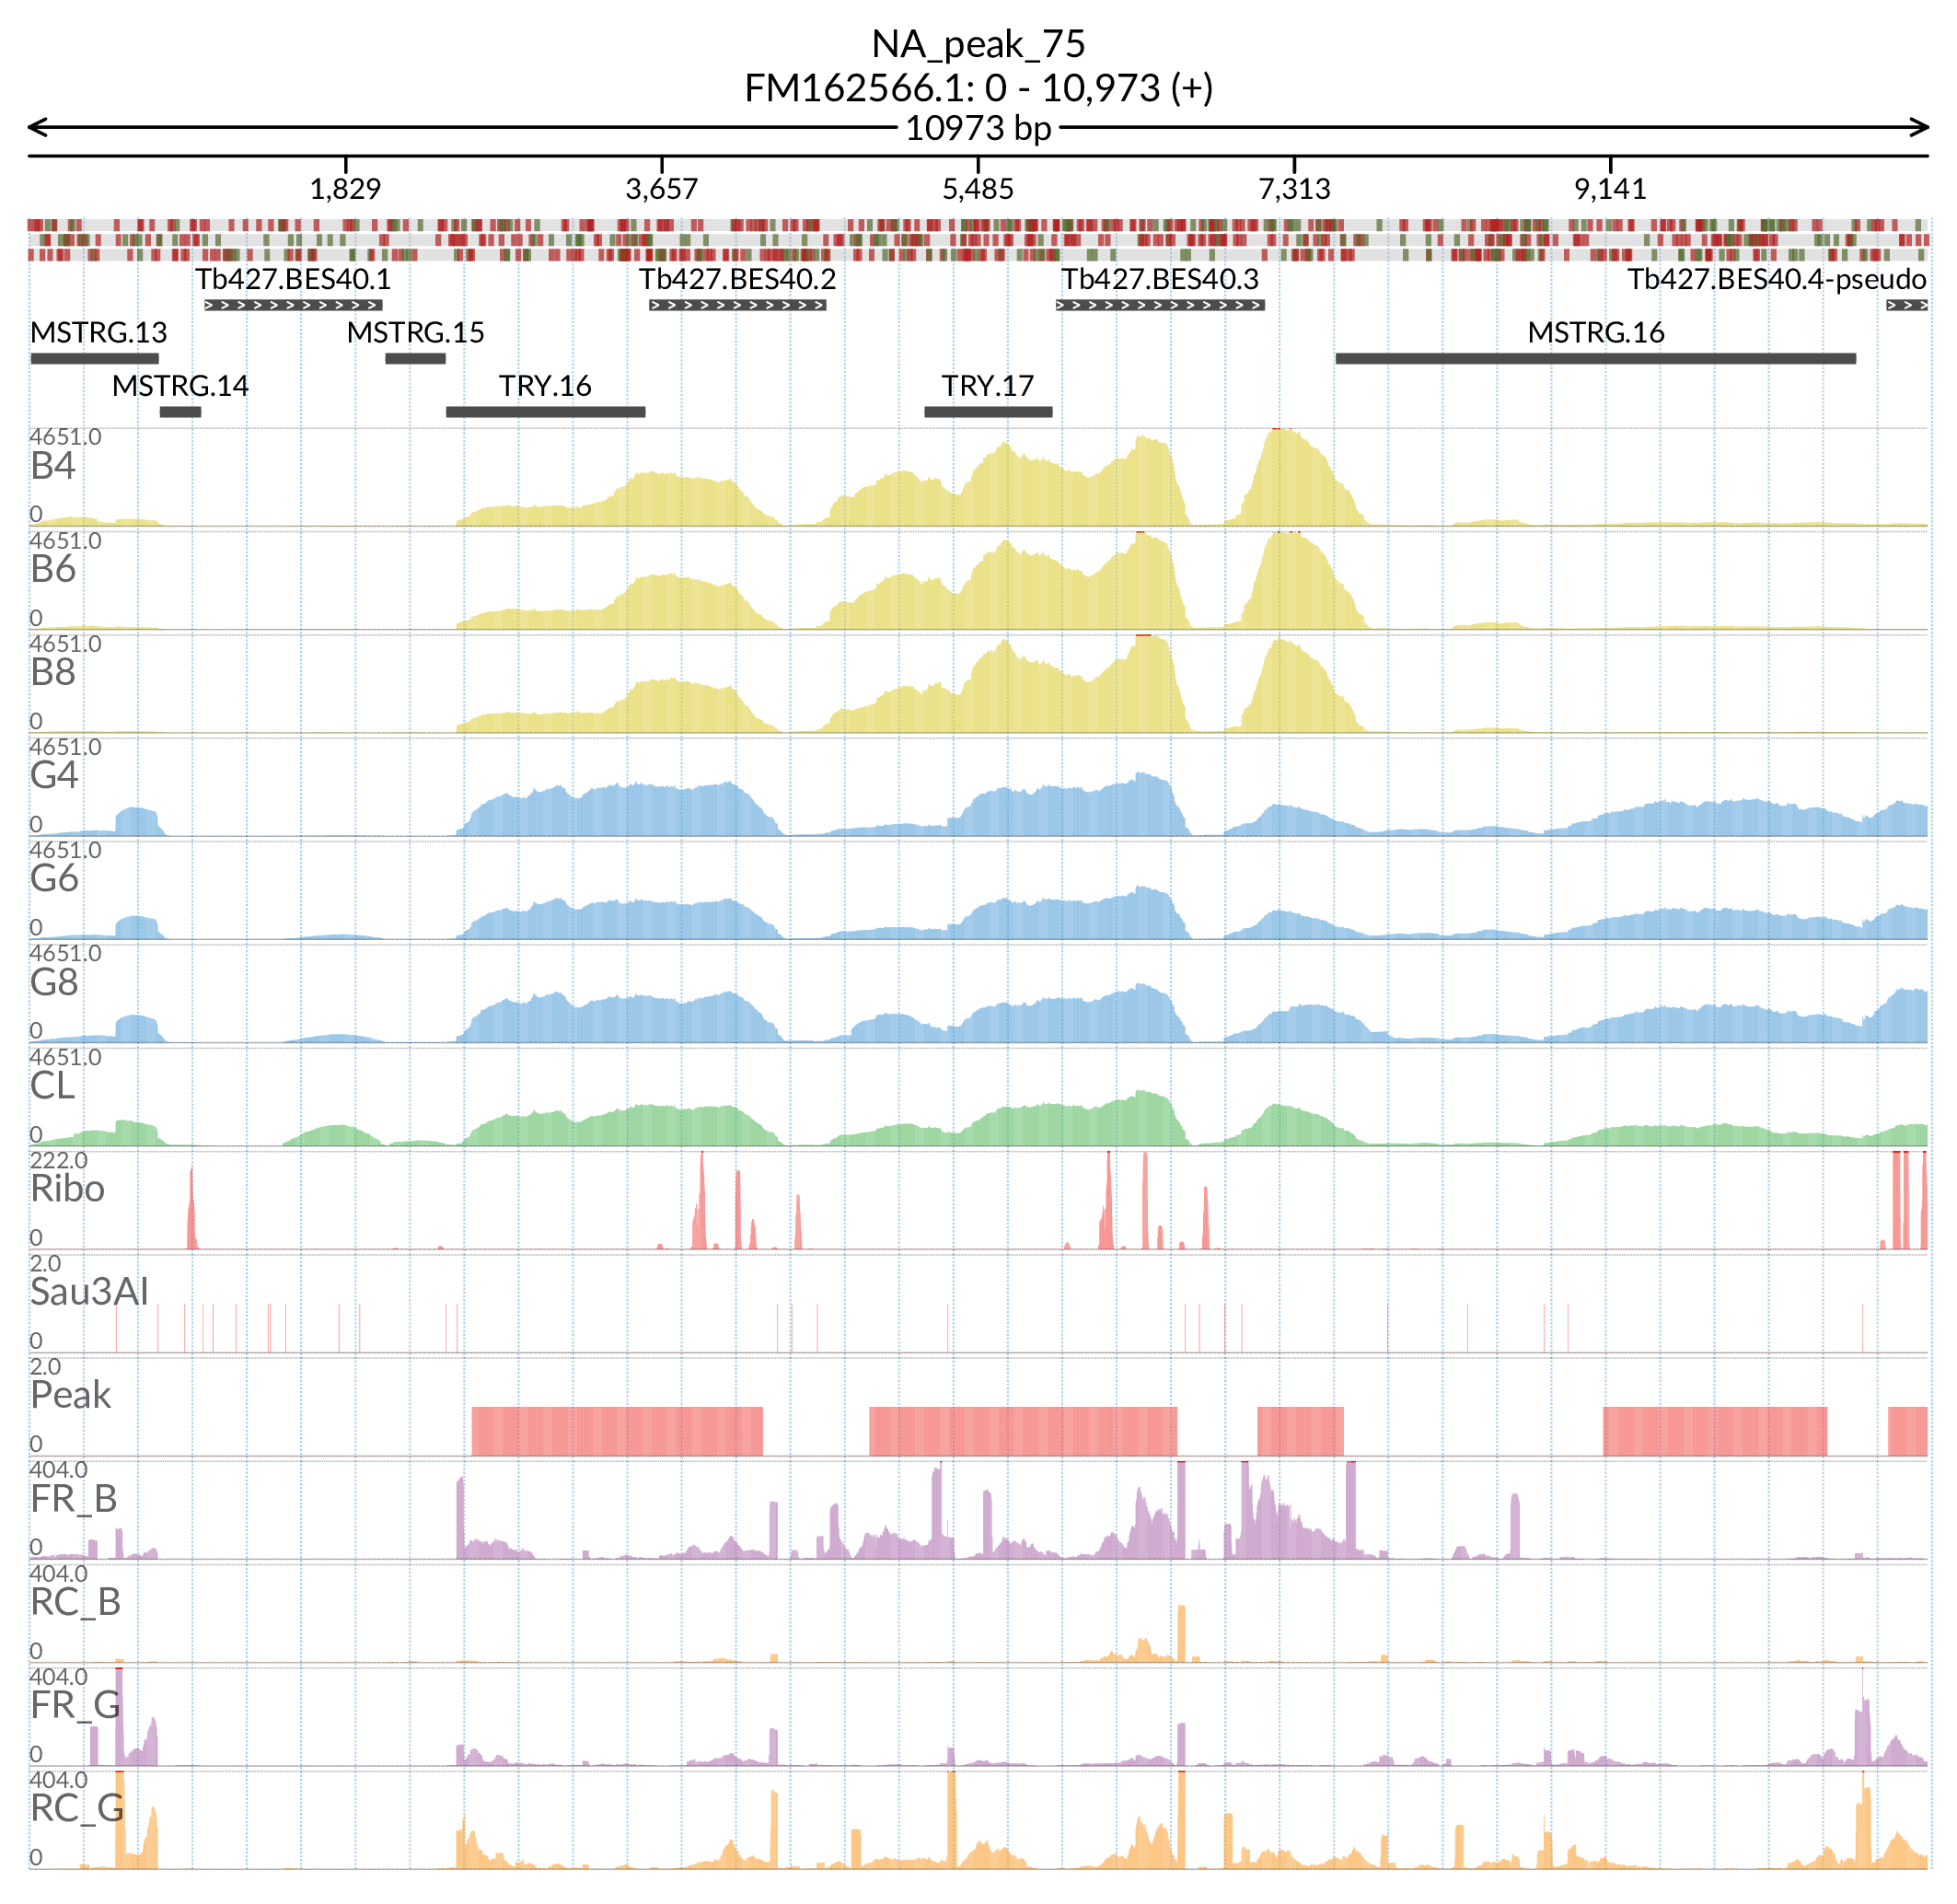 NA_peak_75
FM162566.1: 0 - 10,973 (+)
10973 bp
1,829 3,657 5,485 7,313 9,141
Tb427.BES40.1 Tb427.BES40.2 Tb427.BES40.3 Tb427.BES40.4-pseudo
MSTRG.13 MSTRG.15 MSTRG.16
MSTRG.14 TRY.16 TRY.17
4651.0
B4
0
4651.0
B6
0
4651.0
B8
0
4651.0
G4
0
4651.0
G6
0
4651.0
G8
0
4651.0
CL
0
222.0
Ribo
0
2.0
Sau3AI
0
2.0
Peak
0
404.0
FR_B
0
404.0
RC_B
0
404.0
FR_G
0
404.0
RC_G
0